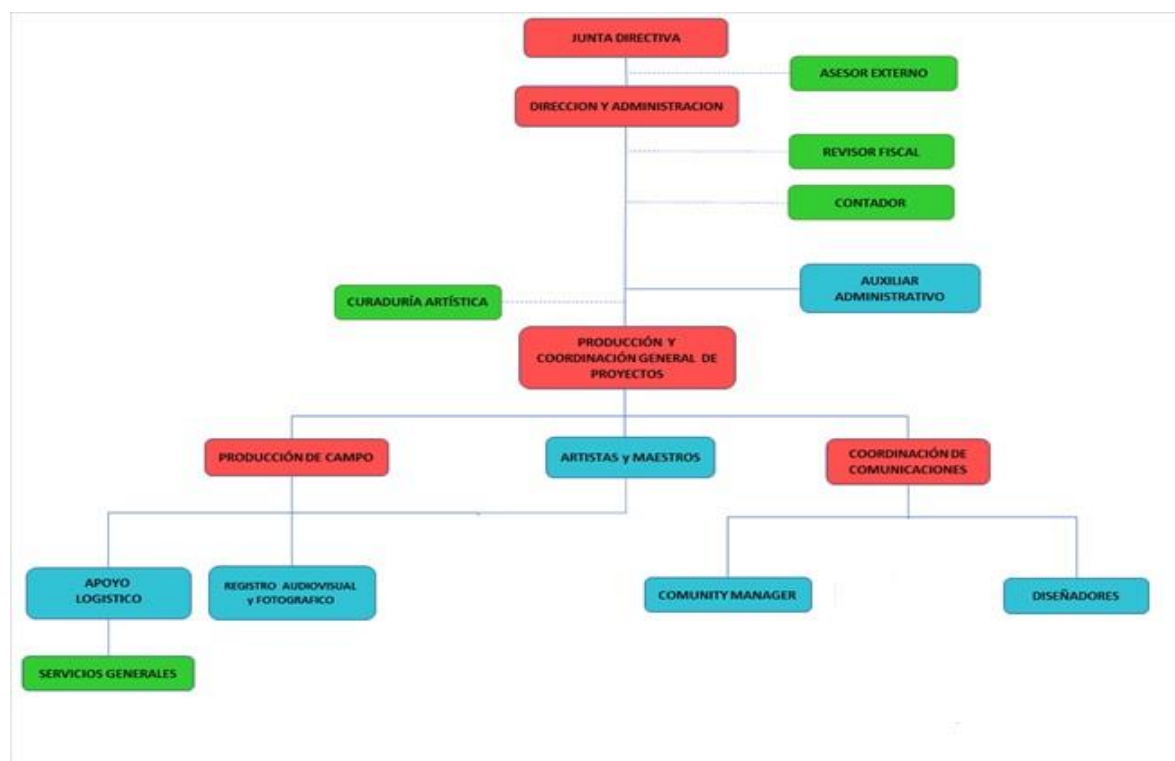 JUNTA DIRECTIVA
ASESOR EXTERNO
DIRECCION Y ADMINISTRACION
REVISOR FISCAL
CONTADOR
AUXILIAR
ADMINISTRATIVO
CURADURÍA ARTÍSTICA
PRODUCCIÓN Y
COORDINACIÓN GENERAL DE
PROYECTOS
PRODUCCIÓN DE CAMPO
ARTISTAS y MAESTROS
COORDINACIÓN DE
COMUNICACIONES
APOYO
LOGISTICO
REGISTRO AUDIOVISUAL
y FOTOGRAFICO
COMUNITY MANAGER
DISEÑADORES
SERVICIOS GENERALES